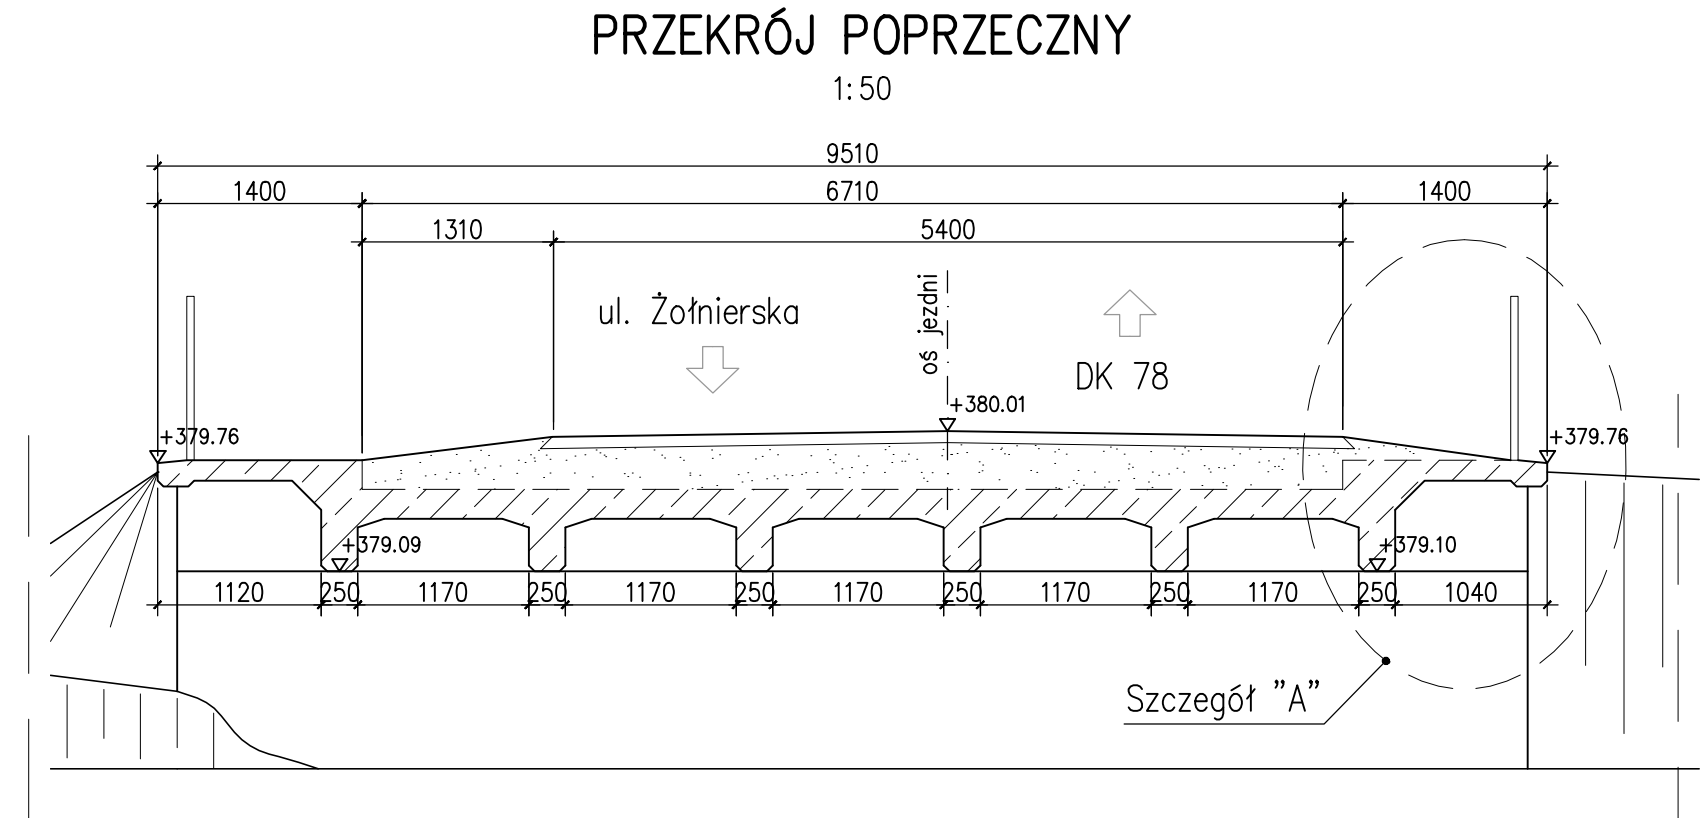 PRZEKRÓJ POPRZECZNY
1:50
9510
1400 6710 1400
1310 5400
ul. Żołnierska
oś jezdni
DK 78
+380.01
+379.76
+379.76
+379.09
+379.10
1120 250 1170 250 1170 250 1170 250 1170 250 1170 250 1040
Szczegół "A"